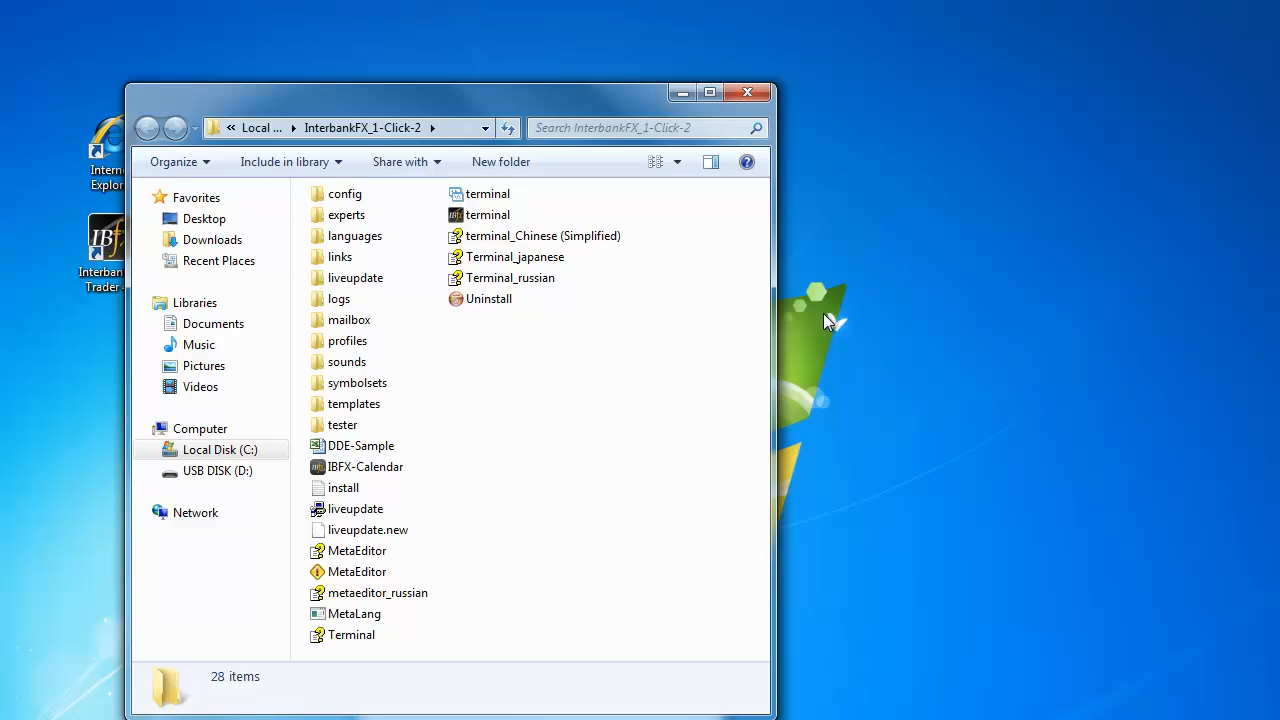 Local ... InterbankFX_1-Click-2
Search InterbankFX_1-Click-2
Organize Include in library Share with New folder
Intern
Explor
IBF
Interban
Trader
Favorites
Desktop
Downloads
Recent Places
Libraries
Documents
Music
Pictures
Videos
Computer
Local Disk (C:)
USB DISK (D:)
Network
config
experts
languages
links
liveupdate
logs
mailbox
profiles
sounds
symbolsets
templates
tester
DDE-Sample
IBFX-Calendar
install
liveupdate
liveupdate.new
MetaEditor
MetaEditor
metaeditor_russian
MetaLang
Terminal
terminal
terminal
terminal_Chinese (Simplified)
Terminal_japanese
Terminal_russian
Uninstall
28 items